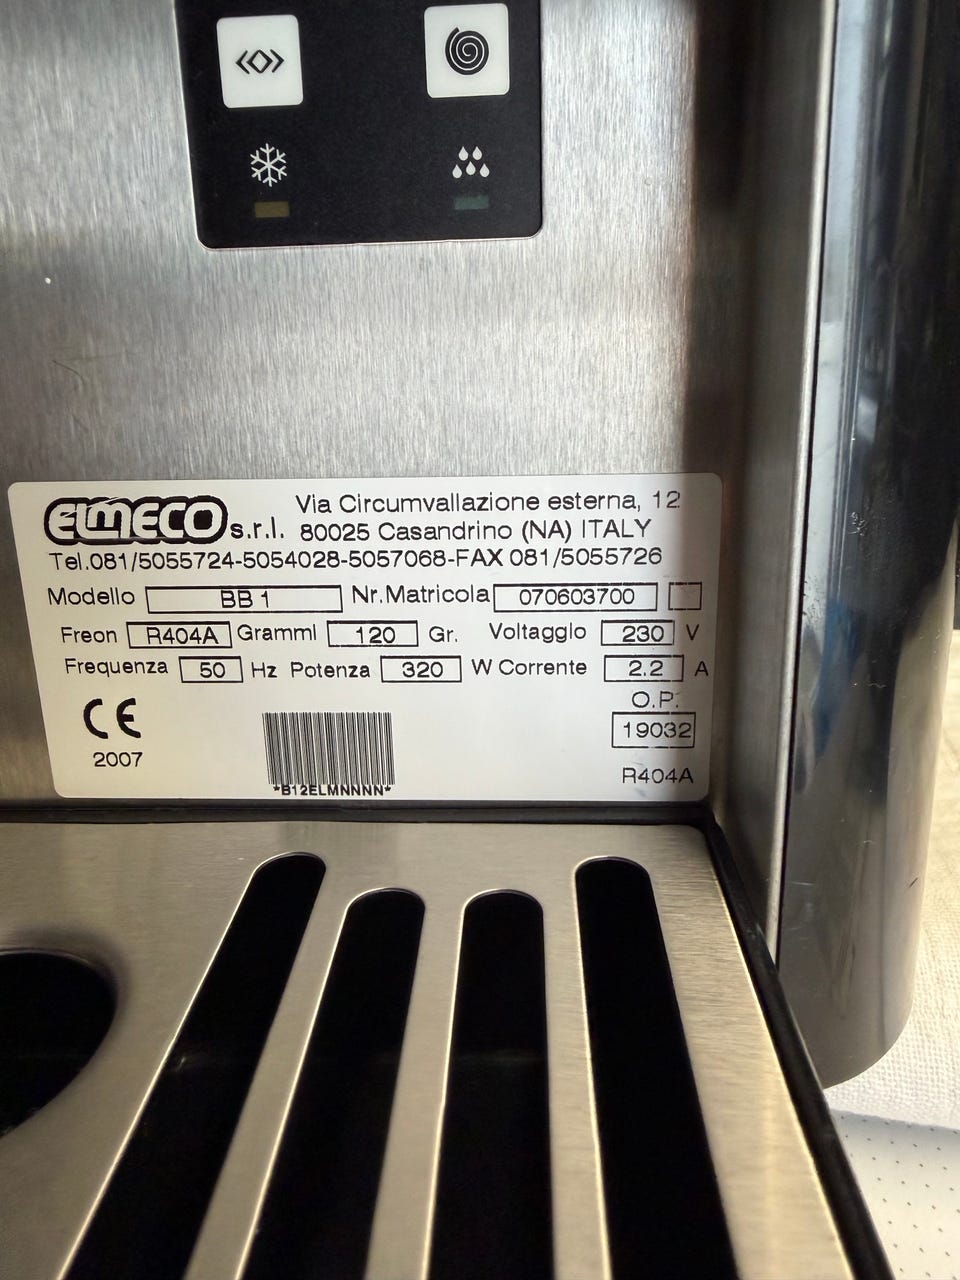 ELMECO s.r.l.
Via Circumvallazione esterna, 12
80025 Casandrino (NA) ITALY
Tel.081/5055724-5054028-5057068-FAX 081/5055726
Modello BB 1 Nr.Matricola 070603700
Freon R404A Grammi 120 Gr. Voltaggio 230 V
Frequenza 50 Hz Potenza 320 W Corrente 2.2 A
CE
2007
*B12ELMNNNN*
O.P.
19032
R404A